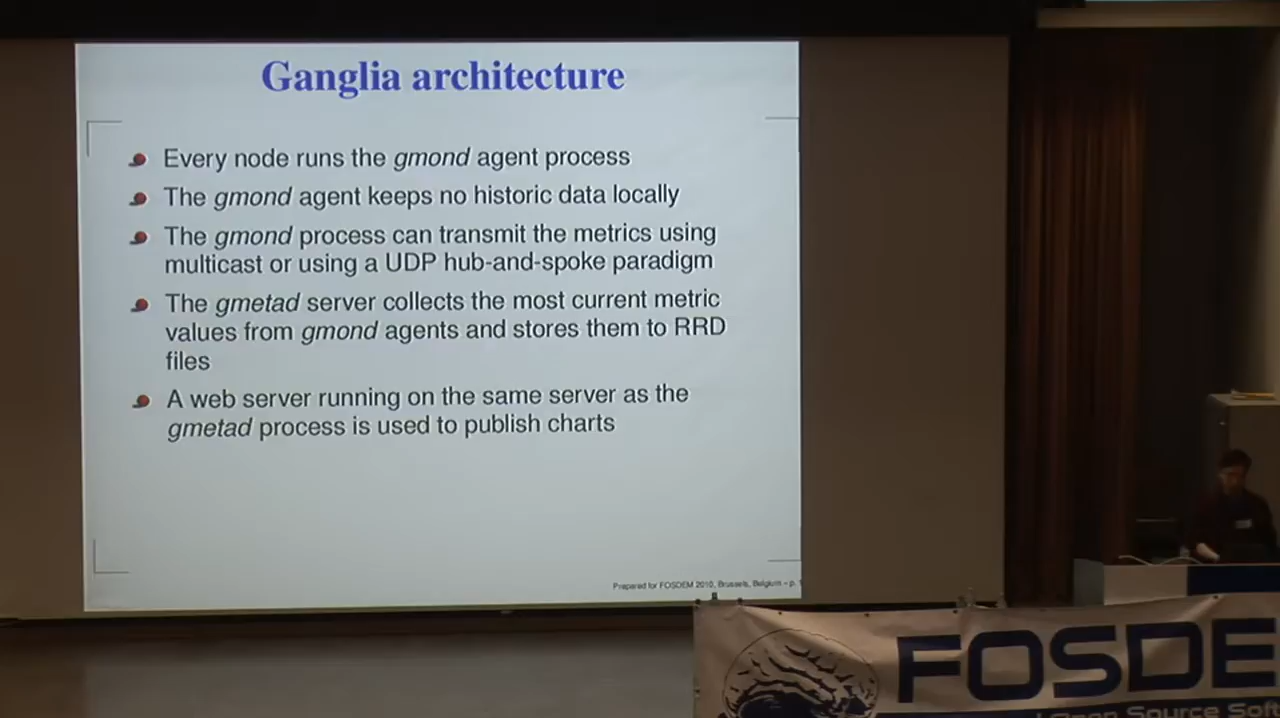 Ganglia architecture
Every node runs the gmond agent process
The gmond agent keeps no historic data locally
The gmond process can transmit the metrics using
multicast or using a UDP hub-and-spoke paradigm
The gmetad server collects the most current metric
values from gmond agents and stores them to RRD
files
A web server running on the same server as the
gmetad process is used to publish charts
Prepared for FOSDEM 2010, Brussels, Belgium – p.
FOSDE
Open Source Soft